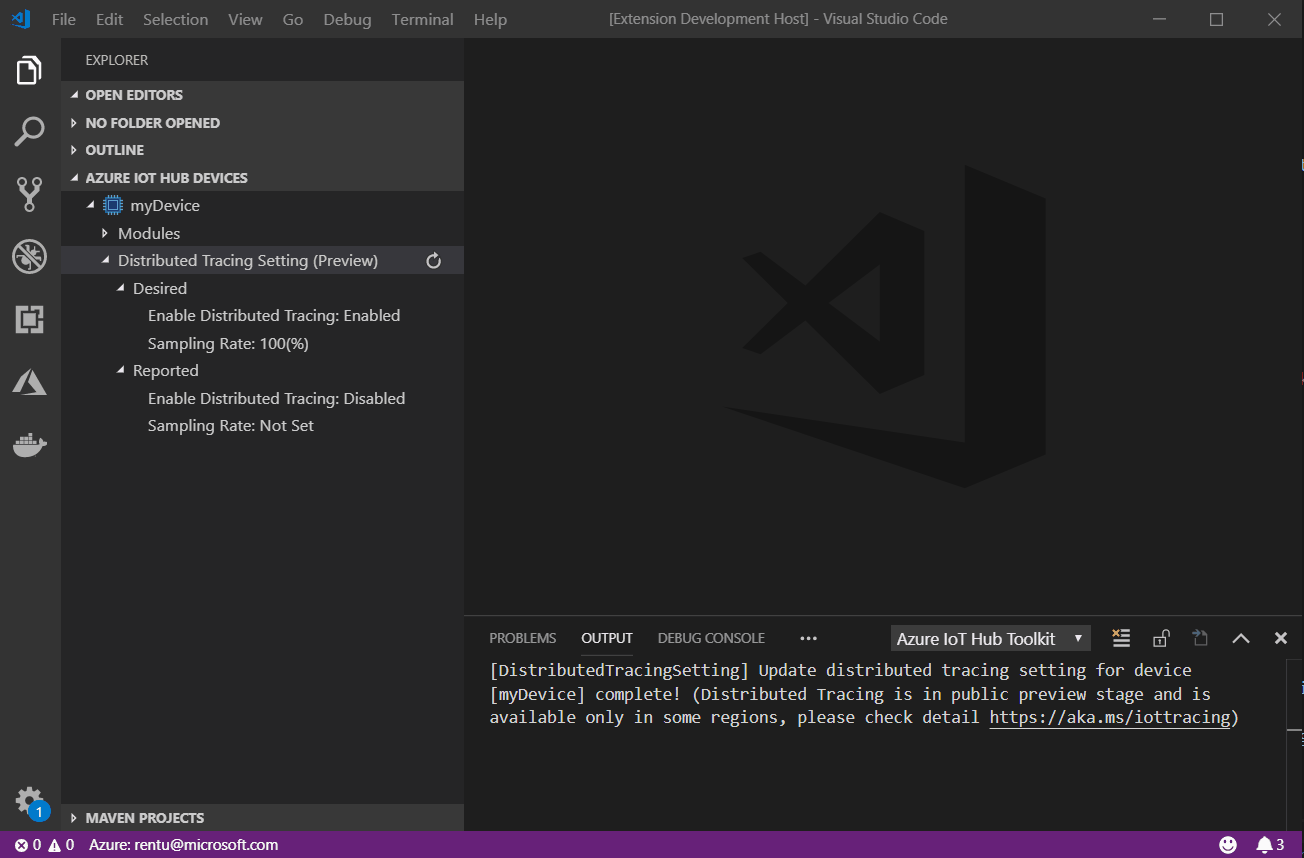 File Edit Selection View Go Debug Terminal Help [Extension Development Host] - Visual Studio Code
EXPLORER
OPEN EDITORS
NO FOLDER OPENED
OUTLINE
AZURE IOT HUB DEVICES
myDevice
Modules
Distributed Tracing Setting (Preview)
Desired
Enable Distributed Tracing: Enabled
Sampling Rate: 100(%)
Reported
Enable Distributed Tracing: Disabled
Sampling Rate: Not Set
MAVEN PROJECTS
PROBLEMS OUTPUT DEBUG CONSOLE ••• Azure IoT Hub Toolkit
[DistributedTracingSetting] Update distributed tracing setting for device
[myDevice] complete! (Distributed Tracing is in public preview stage and is
available only in some regions, please check detail https://aka.ms/iottracing)
1
0 0 Azure: rentu@microsoft.com 3